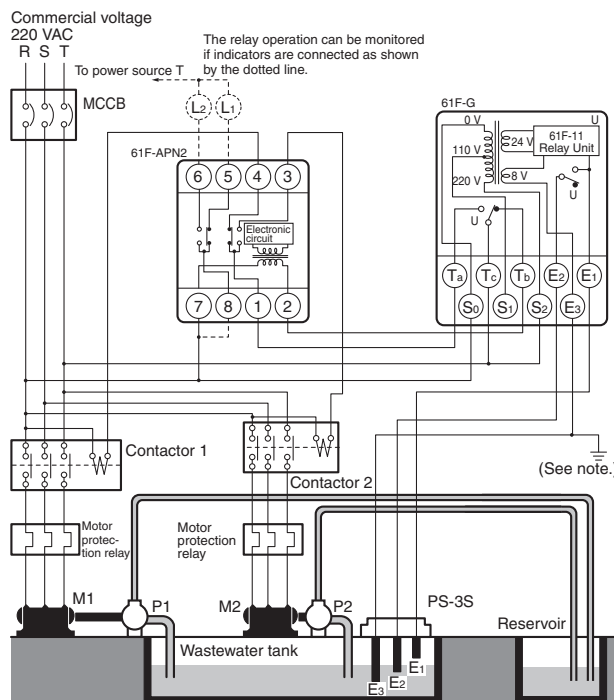 Commercial voltage
220 VAC
R S T
MCCB
The relay operation can be monitored
if indicators are connected as shown
by the dotted line.
To power source T
L2 L1
61F-APN2
6 5 4 3
Electronic
circuit
7 8 1 2
61F-G
0 V
110 V
220 V
24 V
8 V
U
61F-11
Relay Unit
U
U
Ta Tc Tb E2 E1
S0 S1 S2 E3
(See note.)
Contactor 1
Contactor 2
Motor
protec-
tion relay
Motor
protection
relay
M1
P1
M2
P2
PS-3S
Reservoir
Wastewater tank
E1
E2
E3